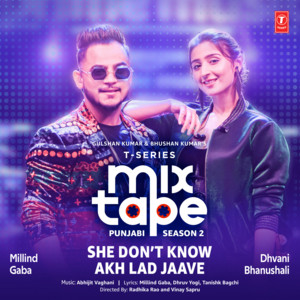 T-SERIES
GULSHAN KUMAR & BHUSHAN KUMAR'S
T-SERIES
mix
tape
PUNJABI SEASON 2
SHE DON'T KNOW
AKH LAD JAAVE
Millind
Gaba
Dhvani
Bhanushali
Music: Abhijit Vaghani / Lyrics: Millind Gaba, Dhruv Yogi, Tanishk Bagchi
Directed By: Radhika Rao and Vinay Sapru